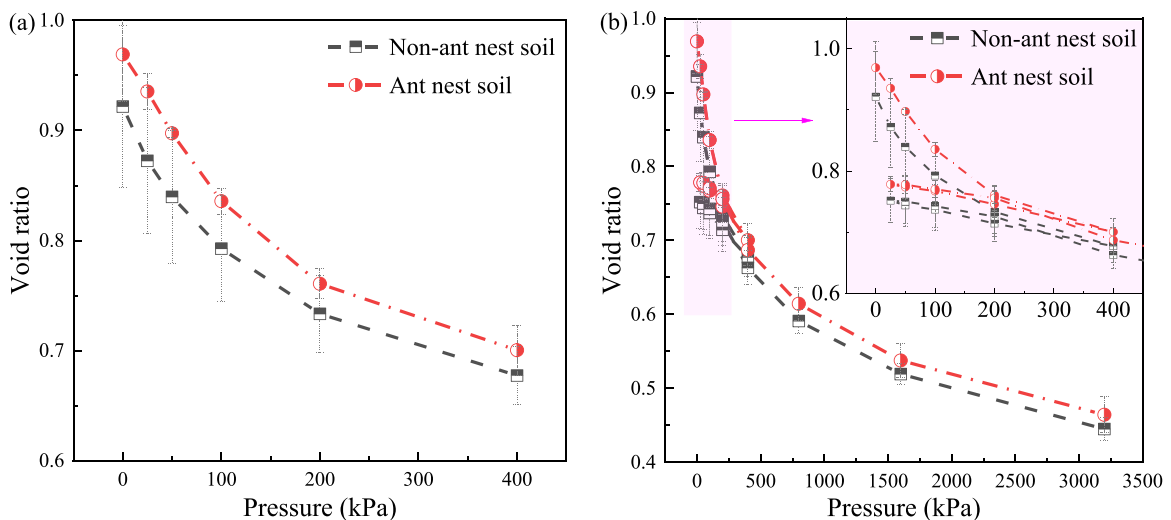 (a)
1.0
0.9
0.8
0.7
0.6
Void ratio
Non-ant nest soil
Ant nest soil
0 100 200 300 400
Pressure (kPa)
(b)
1.0
0.9
0.8
0.7
0.6
0.5
0.4
Void ratio
Non-ant nest soil
Ant nest soil
1.0
0.8
0.6
0 100 200 300 400
0 500 1000 1500 2000 2500 3000 3500
Pressure (kPa)